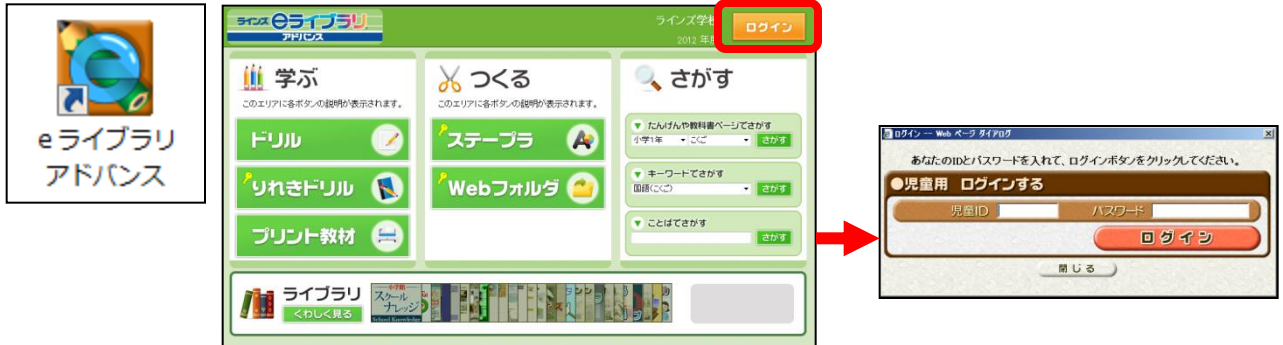 eライブラリ
アドバンス
ラインズeライブラリ
アドバンス
ラインズ学校
2012 年度
ログイン
学ぶ
このエリアに各ボタンの説明が表示されます。
ドリル
りれきドリル
プリント教材
つくる
このエリアに各ボタンの説明が表示されます。
ステープラ
Webフォルダ
さがす
たんげんや教科書ページでさがす
小学1年 こくご さがす
キーワードでさがす
国語(こくご) さがす
ことばでさがす
さがす
ライブラリ
くわしく見る
小学館
スクール
ナレッジ
School Knowledge
ログイン -- Web ページ ダイアログ
あなたのIDとパスワードを入れて、ログインボタンをクリックしてください。
●児童用 ログインする
児童ID パスワード
ログイン
閉じる